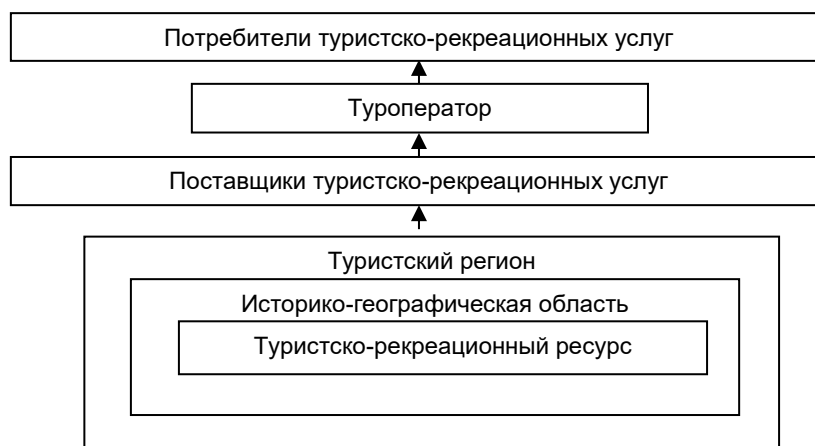 Потребители туристско-рекреационных услуг
Туроператор
Поставщики туристско-рекреационных услуг
Туристский регион
Историко-географическая область
Туристско-рекреационный ресурс